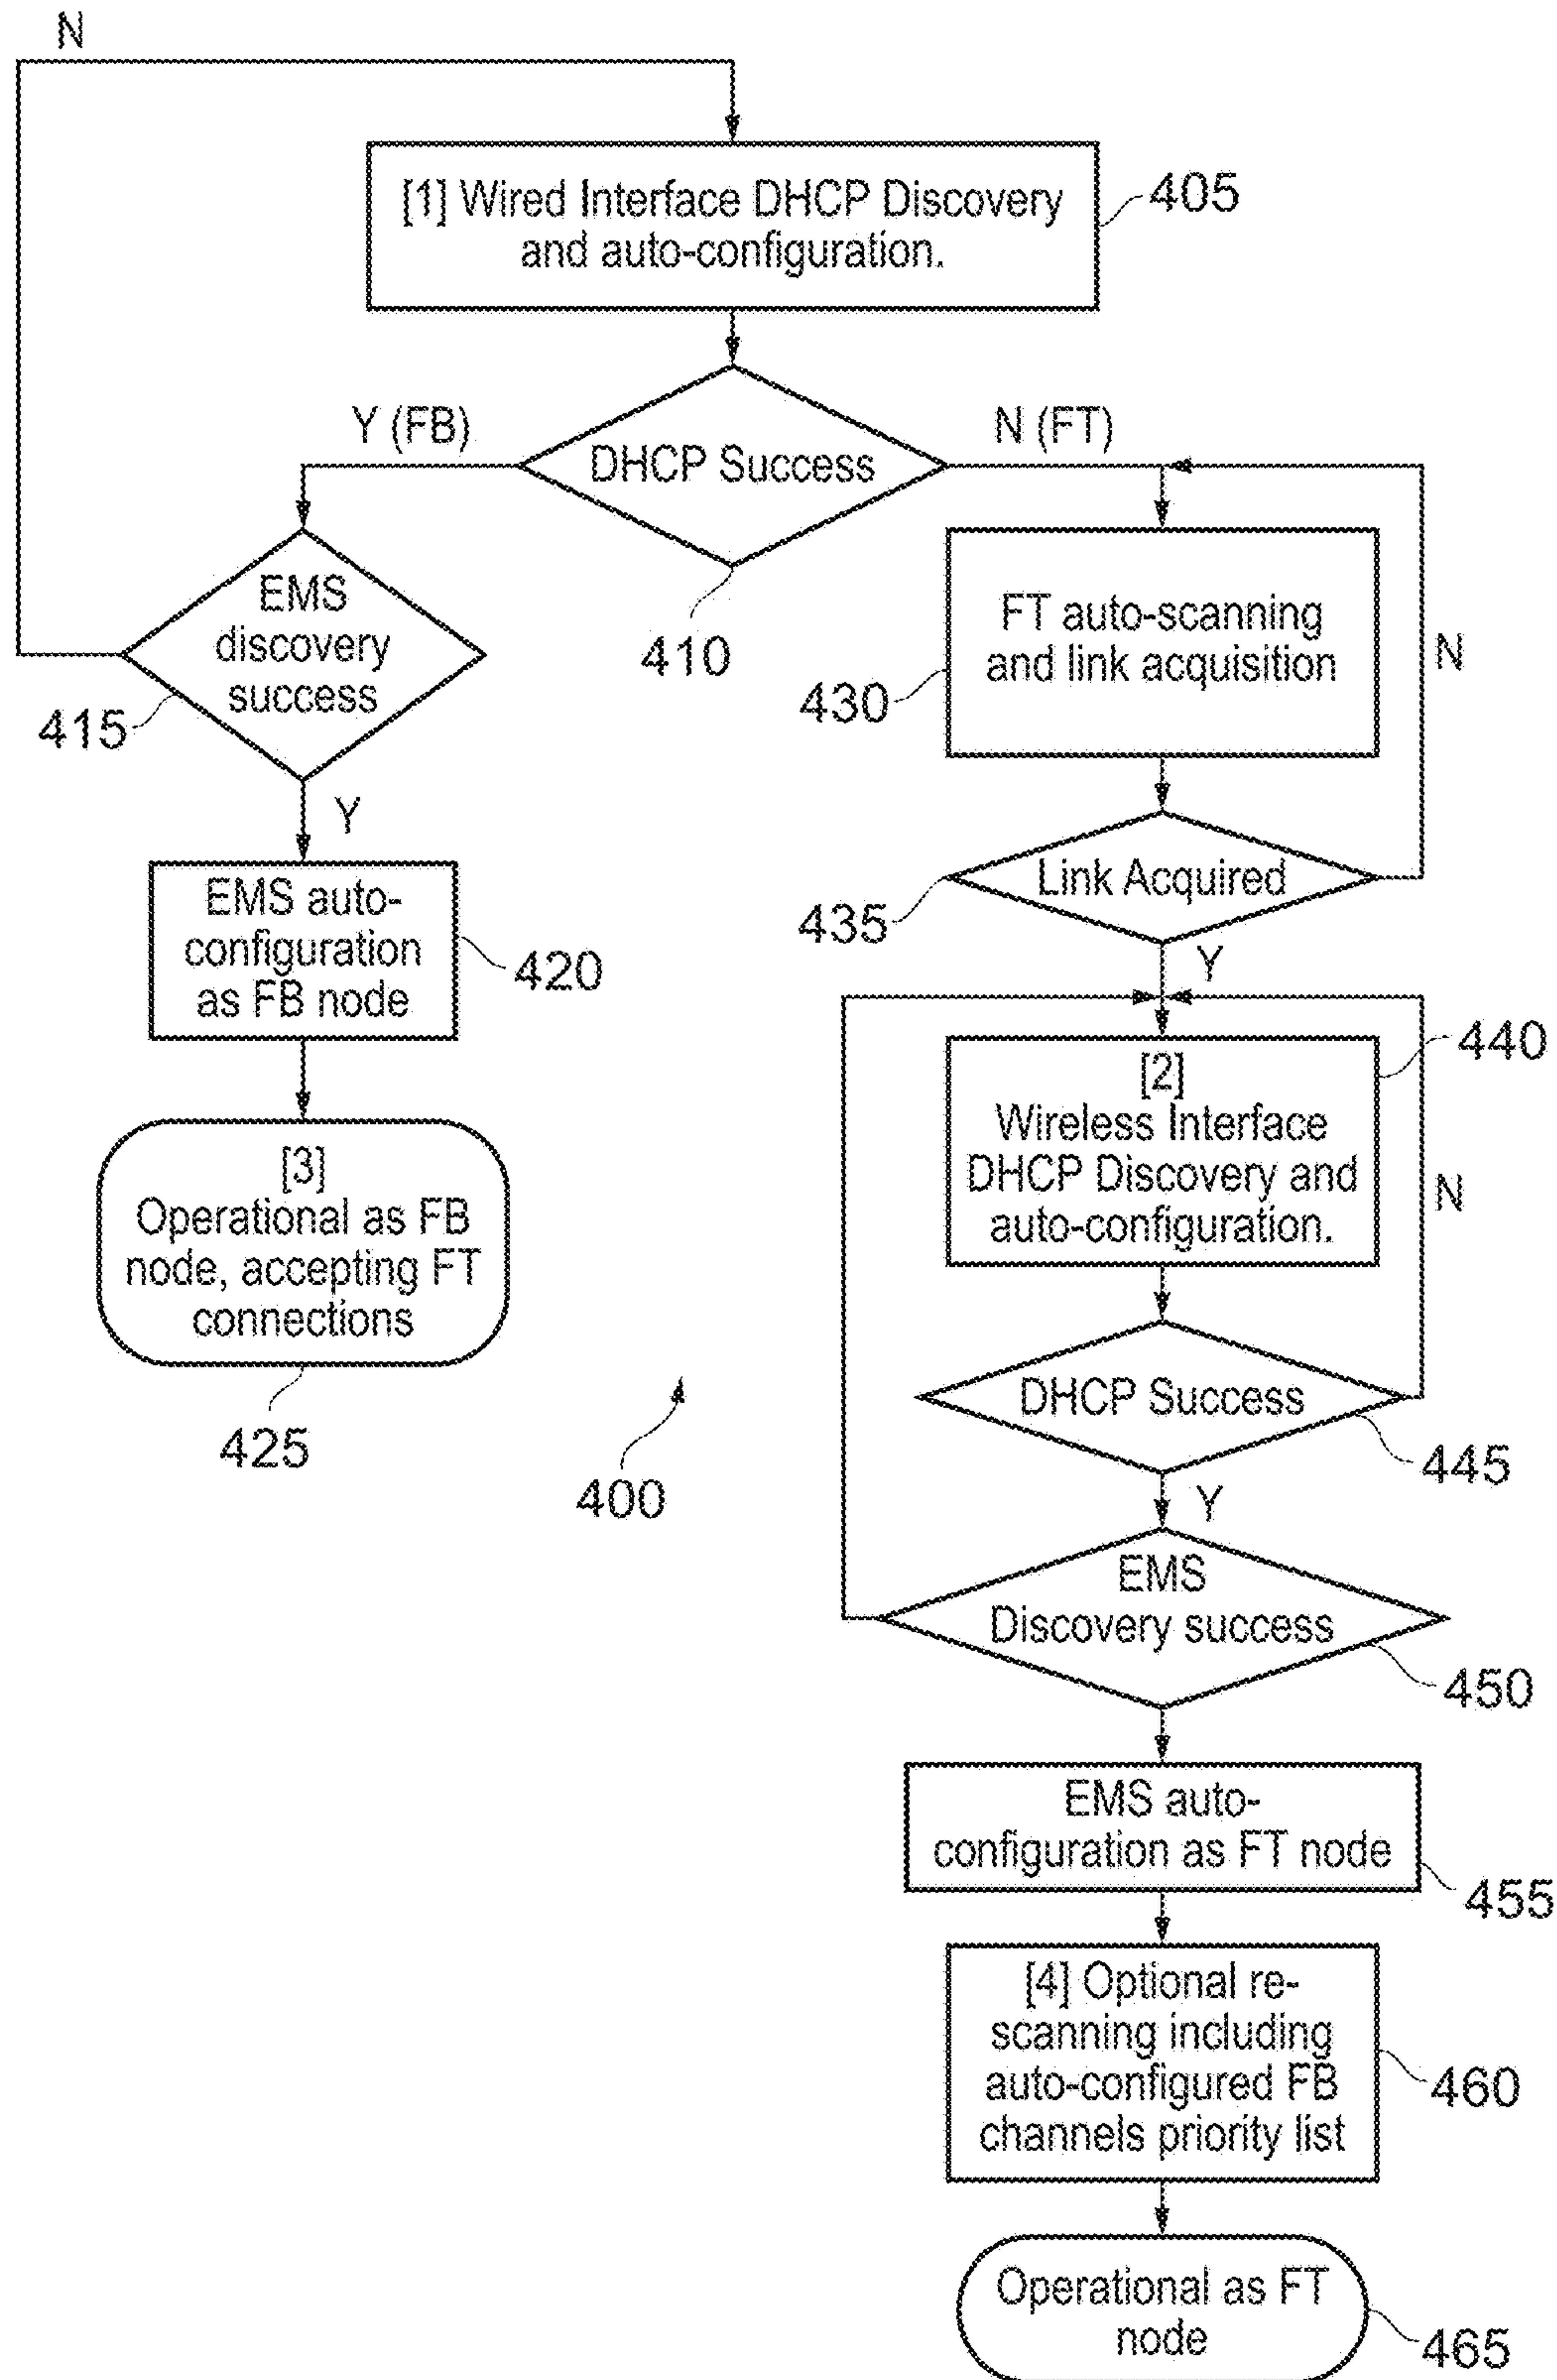 N
[1] Wired Interface DHCP Discovery
and auto-configuration.
405
Y (FB)
DHCP Success
N (FT)
410
EMS
discovery
success
415
FT auto-scanning
and link acquisition
430
N
Y
Link Acquired
435
Y
EMS auto-
configuration
as FB node
420
[2]
Wireless Interface
DHCP Discovery and
auto-configuration.
440
N
[3]
Operational as FB
node, accepting FT
connections
425
400
DHCP Success
445
Y
EMS
Discovery success
450
EMS auto-
configuration as FT node
455
[4] Optional re-
scanning including
auto-configured FB
channels priority list
460
Operational as FT
node
465